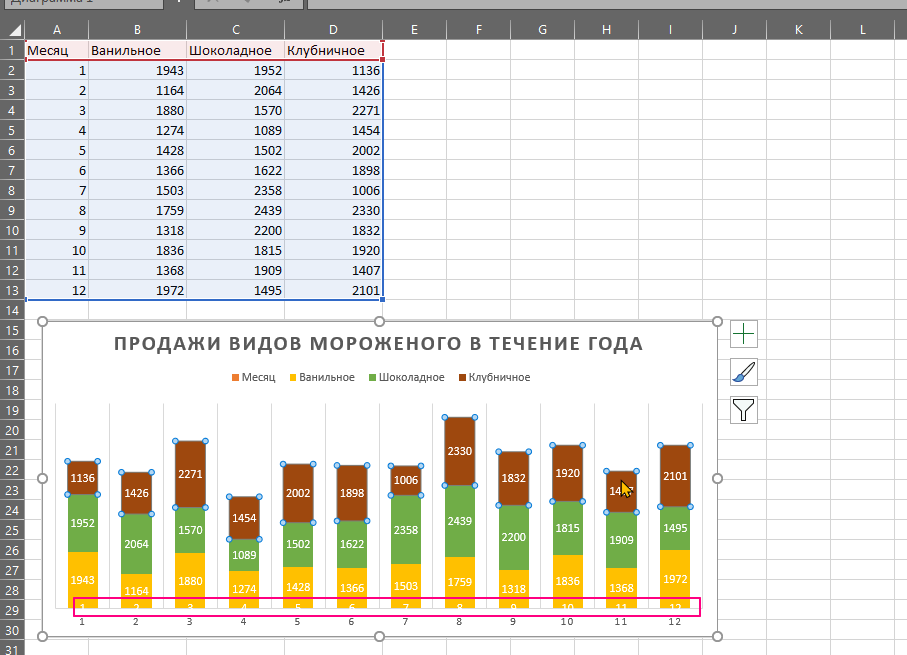 Диаграмма 1
A B C D E F G H I J K L
1 Месяц Ванильное Шоколадное Клубничное
2 1 1943 1952 1136
3 2 1164 2064 1426
4 3 1880 1570 2271
5 4 1274 1089 1454
6 5 1428 1502 2002
7 6 1366 1622 1898
8 7 1503 2358 1006
9 8 1759 2439 2330
10 9 1318 2200 1832
11 10 1836 1815 1920
12 11 1368 1909 1407
13 12 1972 1495 2101
14
15
16
17
18
19
20
21
22
23
24
25
26
27
28
29
30
31
ПРОДАЖИ ВИДОВ МОРОЖЕНОГО В ТЕЧЕНИЕ ГОДА
Месяц Ванильное Шоколадное Клубничное
1136 1426 2271 1454 2002 1898 1006 2330 1832 1920 2101
1952 2064 1570 1089 1502 1622 2358 2439 2200 1815 1909 1495
1943 1164 1880 1274 1428 1366 1503 1759 1318 1836 1368 1972
1 2 3 4 5 6 7 8 9 10 11 12
1 2 3 4 5 6 7 8 9 10 11 12